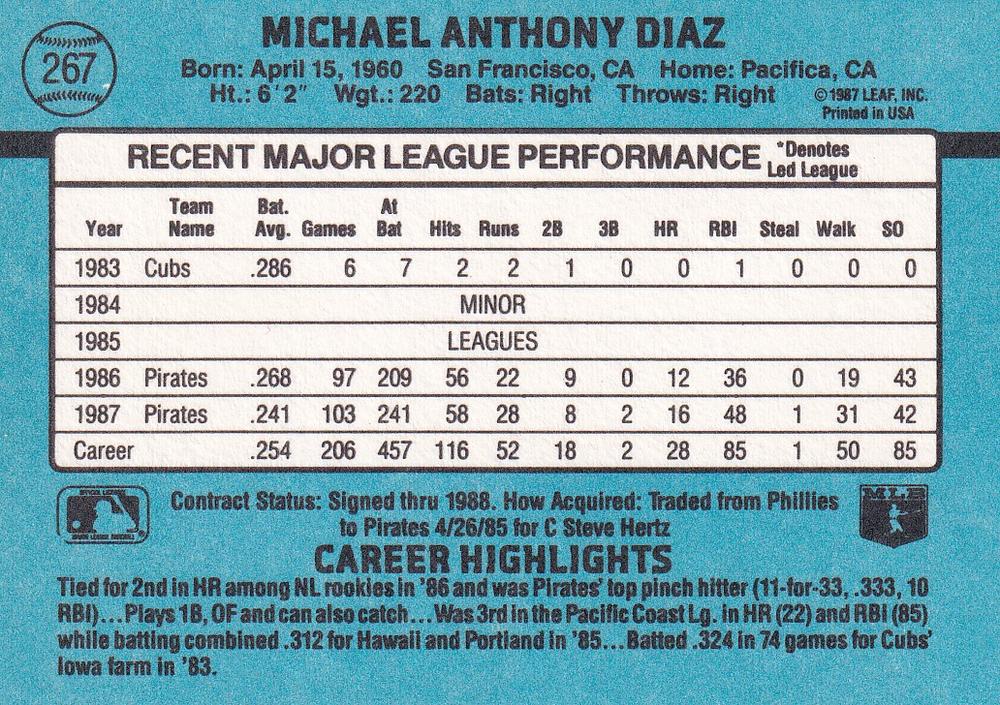 267
MICHAEL ANTHONY DIAZ
Born: April 15, 1960 San Francisco, CA Home: Pacifica, CA
Ht.: 6'2" Wgt.: 220 Bats: Right Throws: Right
©1987 LEAF, INC.
Printed in USA
RECENT MAJOR LEAGUE PERFORMANCE
*Denotes
Led League
Year Team Name Bat. Avg. Games At Bat Hits Runs 2B 3B HR RBI Steal Walk SO
1983 Cubs .286 6 7 2 2 1 0 0 1 0 0 0
1984 MINOR
1985 LEAGUES
1986 Pirates .268 97 209 56 22 9 0 12 36 0 19 43
1987 Pirates .241 103 241 58 28 8 2 16 48 1 31 42
Career .254 206 457 116 52 18 2 28 85 1 50 85
Contract Status: Signed thru 1988. How Acquired: Traded from Phillies
to Pirates 4/26/85 for C Steve Hertz
MLB
CAREER HIGHLIGHTS
Tied for 2nd in HR among NL rookies in '86 and was Pirates' top pinch hitter (11-for-33, .333, 10
RBI)...Plays 1B, OF and can also catch...Was 3rd in the Pacific Coast Lg. in HR (22) and RBI (85)
while batting combined .312 for Hawaii and Portland in '85...Batted .324 in 74 games for Cubs'
Iowa farm in '83.